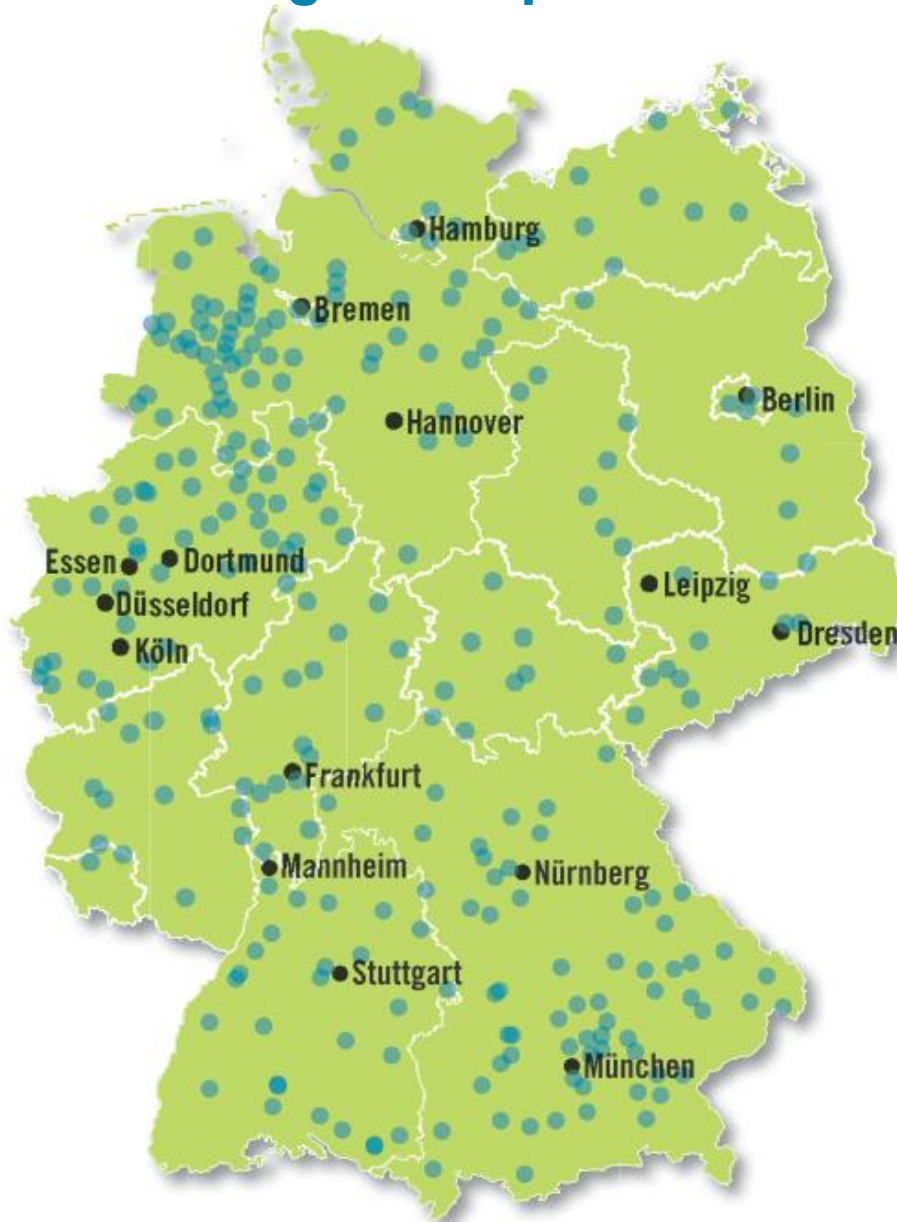 Hamburg
Bremen
Berlin
Hannover
Essen
Dortmund
Düsseldorf
Leipzig
Köln
Dresden
Frankfurt
Mannheim
Nürnberg
Stuttgart
München